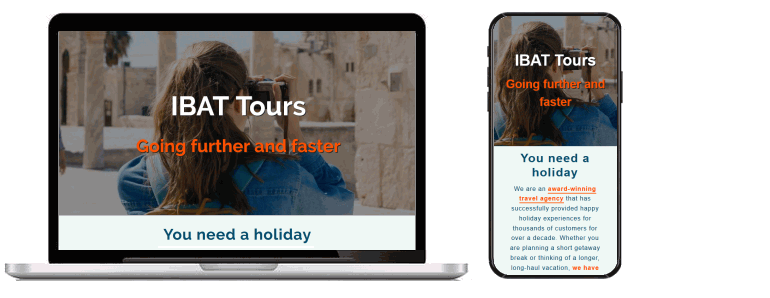 IBAT Tours
Going further and faster
You need a holiday
IBAT Tours
Going further and
faster
You need a
holiday
We are an award-winning
travel agency that has
successfully provided happy
holiday experiences for
thousands of customers for
over a decade. Whether you
are planning a short getaway
break or thinking of a longer,
long-haul vacation, we have